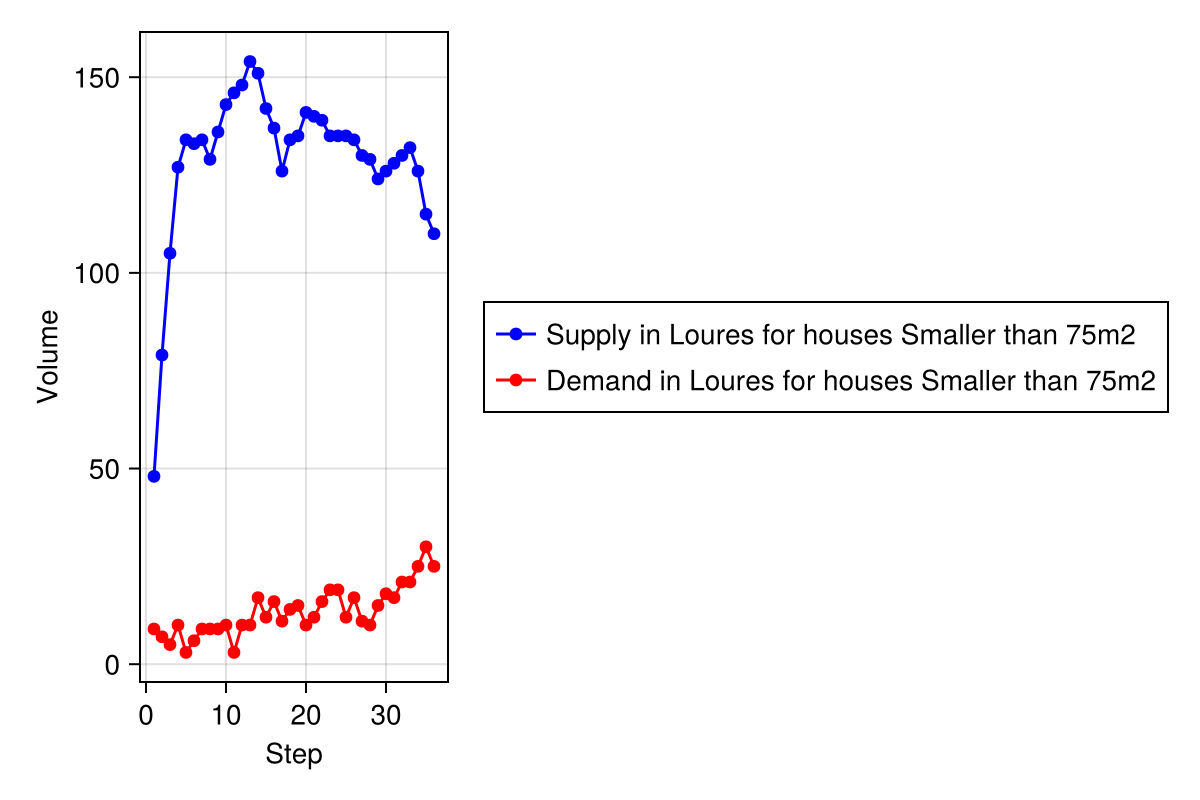 150
100
50
0
Volume
0 10 20 30
Step
Supply in Loures for houses Smaller than 75m2
Demand in Loures for houses Smaller than 75m2